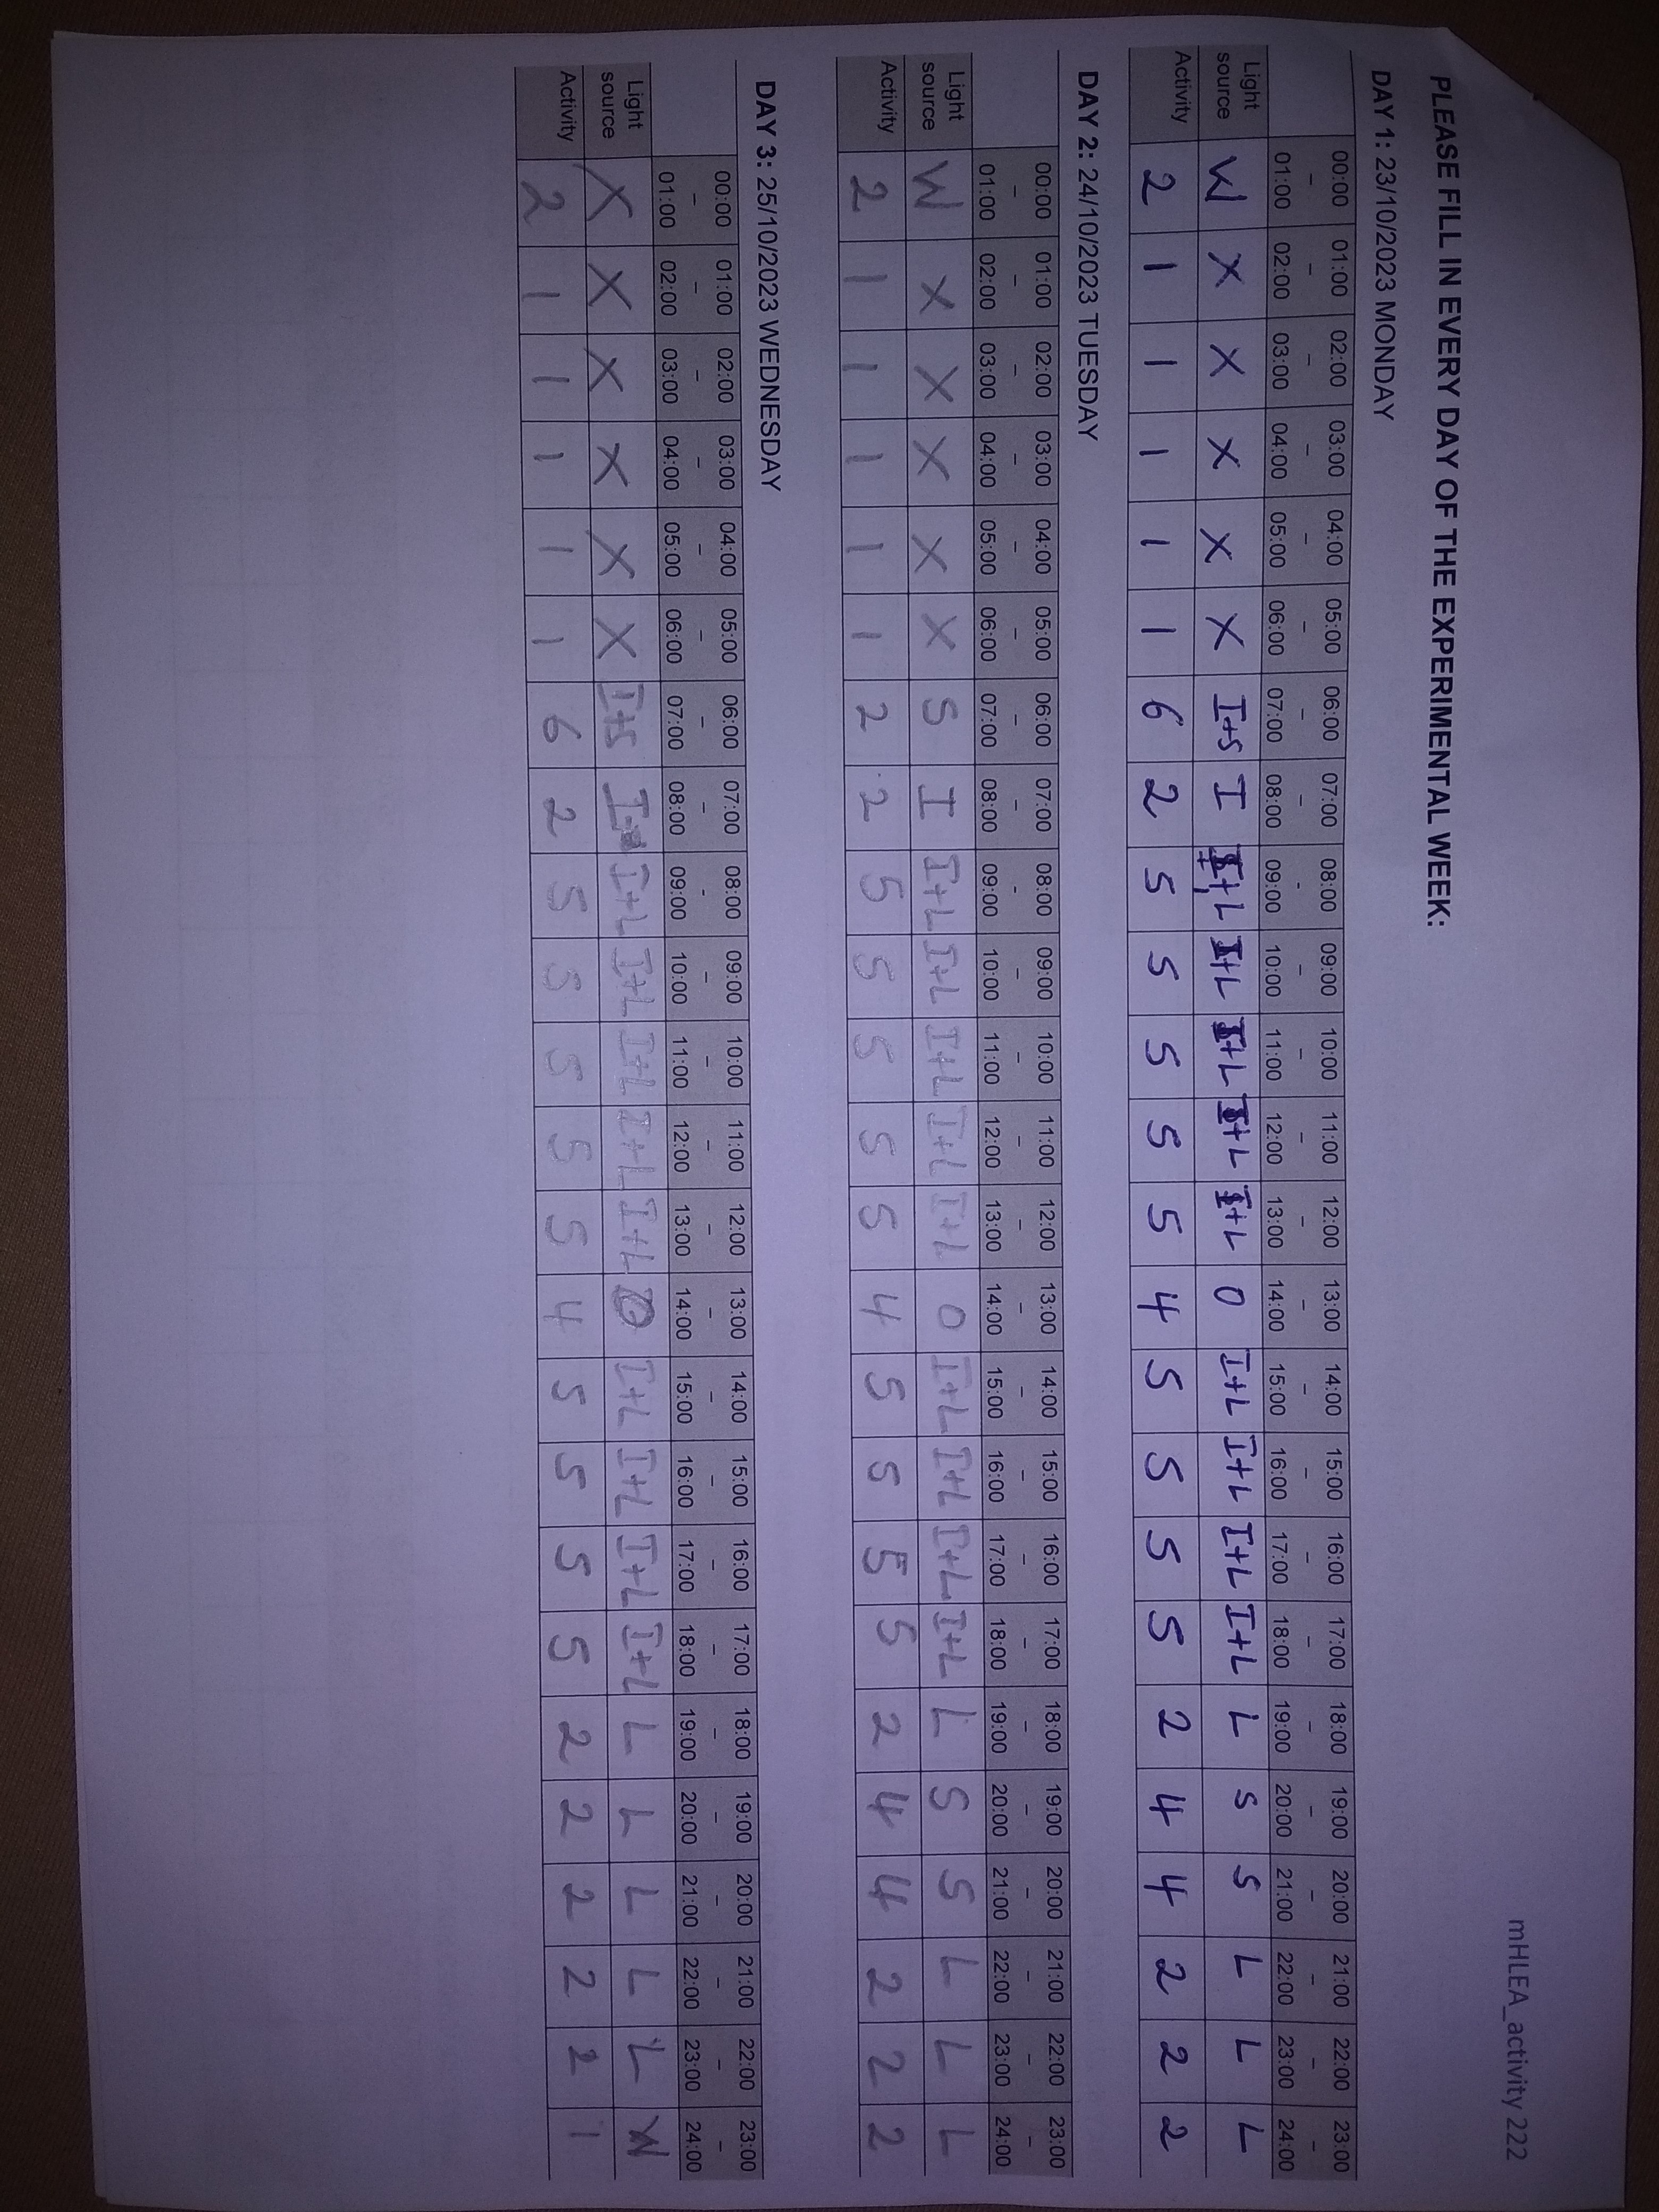 mHLEA_activity 222
PLEASE FILL IN EVERY DAY OF THE EXPERIMENTAL WEEK:
DAY 1: 23/10/2023 MONDAY
00:00 – 01:00 01:00 – 02:00 02:00 – 03:00 03:00 – 04:00 04:00 – 05:00 05:00 – 06:00 06:00 – 07:00 07:00 – 08:00 08:00 – 09:00 09:00 – 10:00 10:00 – 11:00 11:00 – 12:00 12:00 – 13:00 13:00 – 14:00 14:00 – 15:00 15:00 – 16:00 16:00 – 17:00 17:00 – 18:00 18:00 – 19:00 19:00 – 20:00 20:00 – 21:00 21:00 – 22:00 22:00 – 23:00 23:00 – 24:00
Light source W X X X X X I+S I I+L I+L I+L I+L I+L O I+L I+L I+L I+L L S S L L L
Activity 2 1 1 1 1 1 6 2 5 5 5 5 5 4 5 5 5 5 2 4 4 2 2 2
DAY 2: 24/10/2023 TUESDAY
00:00 – 01:00 01:00 – 02:00 02:00 – 03:00 03:00 – 04:00 04:00 – 05:00 05:00 – 06:00 06:00 – 07:00 07:00 – 08:00 08:00 – 09:00 09:00 – 10:00 10:00 – 11:00 11:00 – 12:00 12:00 – 13:00 13:00 – 14:00 14:00 – 15:00 15:00 – 16:00 16:00 – 17:00 17:00 – 18:00 18:00 – 19:00 19:00 – 20:00 20:00 – 21:00 21:00 – 22:00 22:00 – 23:00 23:00 – 24:00
Light source W X X X X X S I I+L I+L I+L I+L I+L O I+L I+L I+L I+L L S S L L L
Activity 2 1 1 1 1 1 2 2 5 5 5 5 5 4 5 5 5 5 2 4 4 2 2 2
DAY 3: 25/10/2023 WEDNESDAY
00:00 – 01:00 01:00 – 02:00 02:00 – 03:00 03:00 – 04:00 04:00 – 05:00 05:00 – 06:00 06:00 – 07:00 07:00 – 08:00 08:00 – 09:00 09:00 – 10:00 10:00 – 11:00 11:00 – 12:00 12:00 – 13:00 13:00 – 14:00 14:00 – 15:00 15:00 – 16:00 16:00 – 17:00 17:00 – 18:00 18:00 – 19:00 19:00 – 20:00 20:00 – 21:00 21:00 – 22:00 22:00 – 23:00 23:00 – 24:00
Light source X X X X X X I+S I I+L I+L I+L I+L I+L O I+L I+L I+L I+L L L L L L
Activity 2 1 1 1 1 1 6 2 5 5 5 5 5 4 5 5 5 5 2 2 2 2 2 1